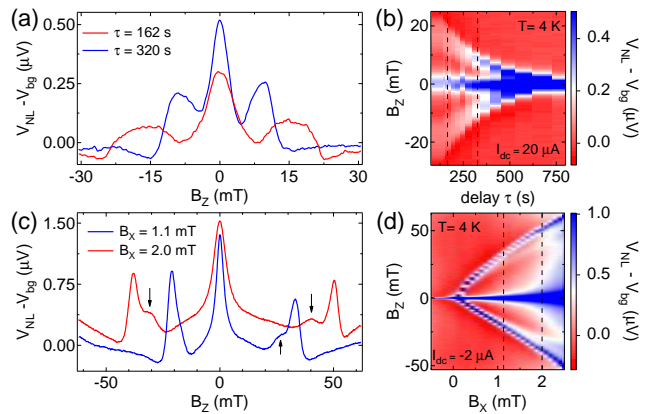 (a)
τ = 162 s
τ = 320 s
V_NL - V_bg (μV)
0.50
0.25
0.00
-30
-15
0
15
30
B_Z (mT)
(b)
T= 4 K
I_dc = 20 μA
B_Z (mT)
20
0
-20
250
500
750
delay τ (s)
0.4
0.2
0.0
V_NL - V_bg (μV)
(c)
B_X = 1.1 mT
B_X = 2.0 mT
V_NL - V_bg (μV)
1.50
0.75
0.00
-50
-25
0
25
50
B_Z (mT)
(d)
T = 4 K
I_dc = -2 μA
B_Z (mT)
50
0
-50
0
1
2
B_X (mT)
1.0
0.5
0.0
V_NL - V_bg (μV)